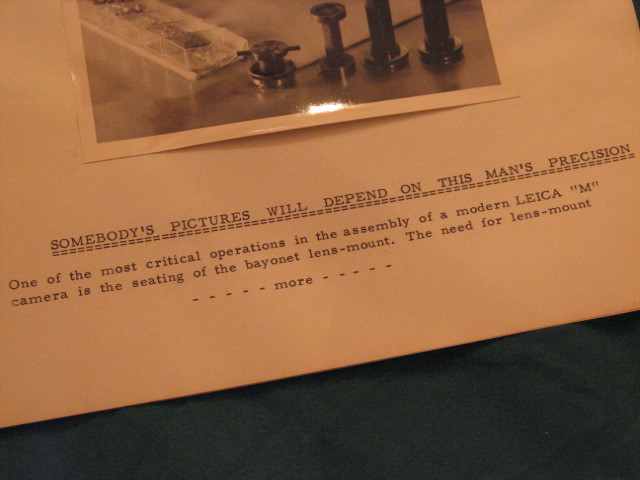 SOMEBODY'S PICTURES WILL DEPEND ON THIS MAN'S PRECISION
One of the most critical operations in the assembly of a modern LEICA "M"
camera is the seating of the bayonet lens-mount. The need for lens-mount
- - - - - more - - - - -